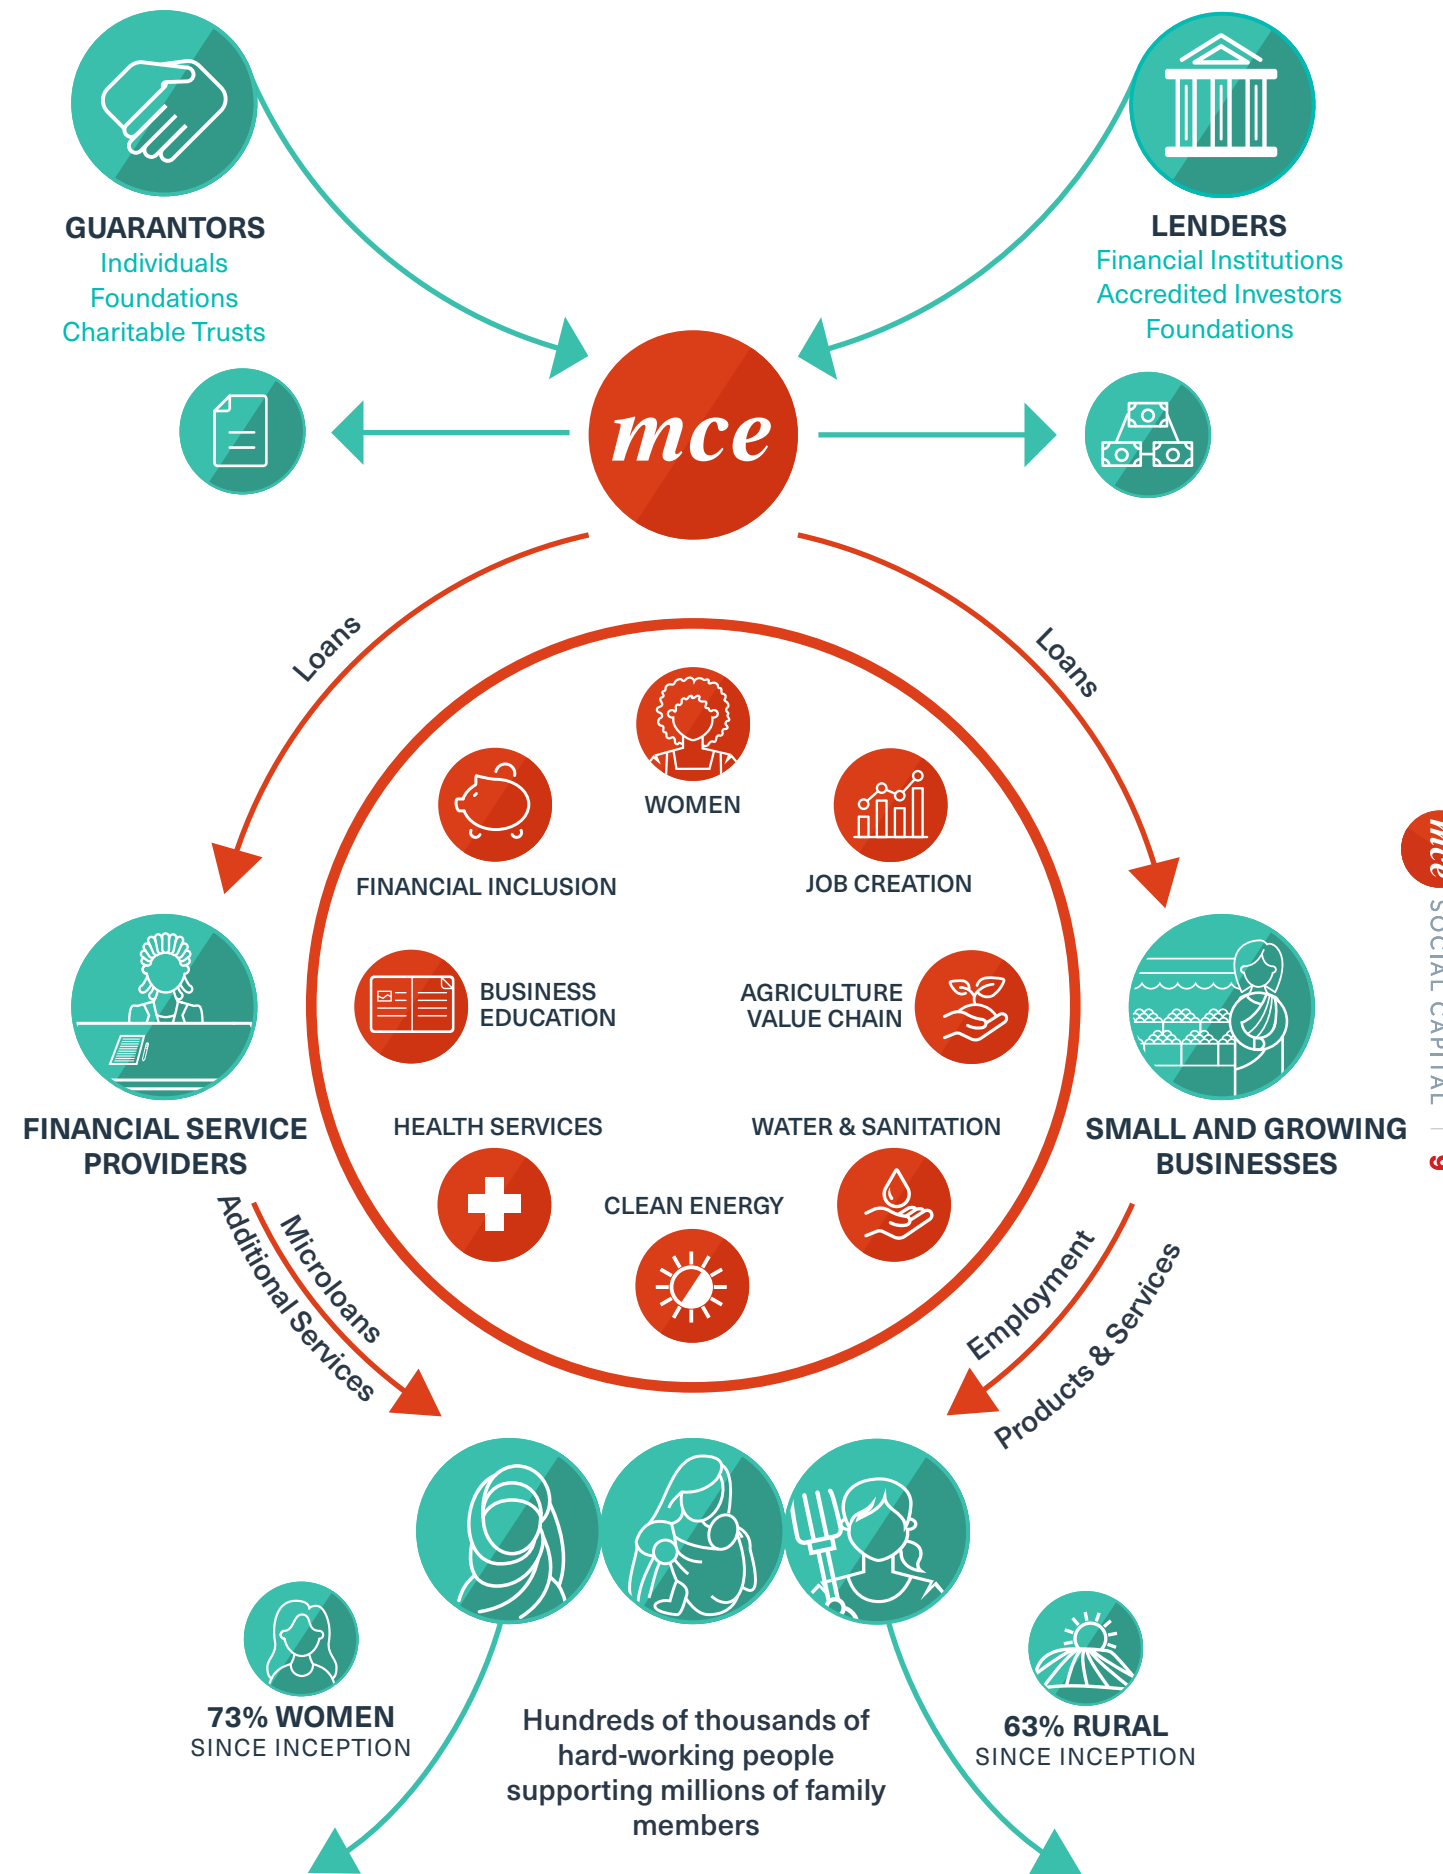 GUARANTORS
Individuals
Foundations
Charitable Trusts
LENDERS
Financial Institutions
Accredited Investors
Foundations
mce
Loans
Loans
WOMEN
FINANCIAL INCLUSION
JOB CREATION
BUSINESS
EDUCATION
AGRICULTURE
VALUE CHAIN
HEALTH SERVICES
WATER & SANITATION
CLEAN ENERGY
FINANCIAL SERVICE
PROVIDERS
SMALL AND GROWING
BUSINESSES
Microloans
Additional Services
Employment
Products & Services
73% WOMEN
SINCE INCEPTION
Hundreds of thousands of
hard-working people
supporting millions of family
members
63% RURAL
SINCE INCEPTION
mce SOCIAL CAPITAL |